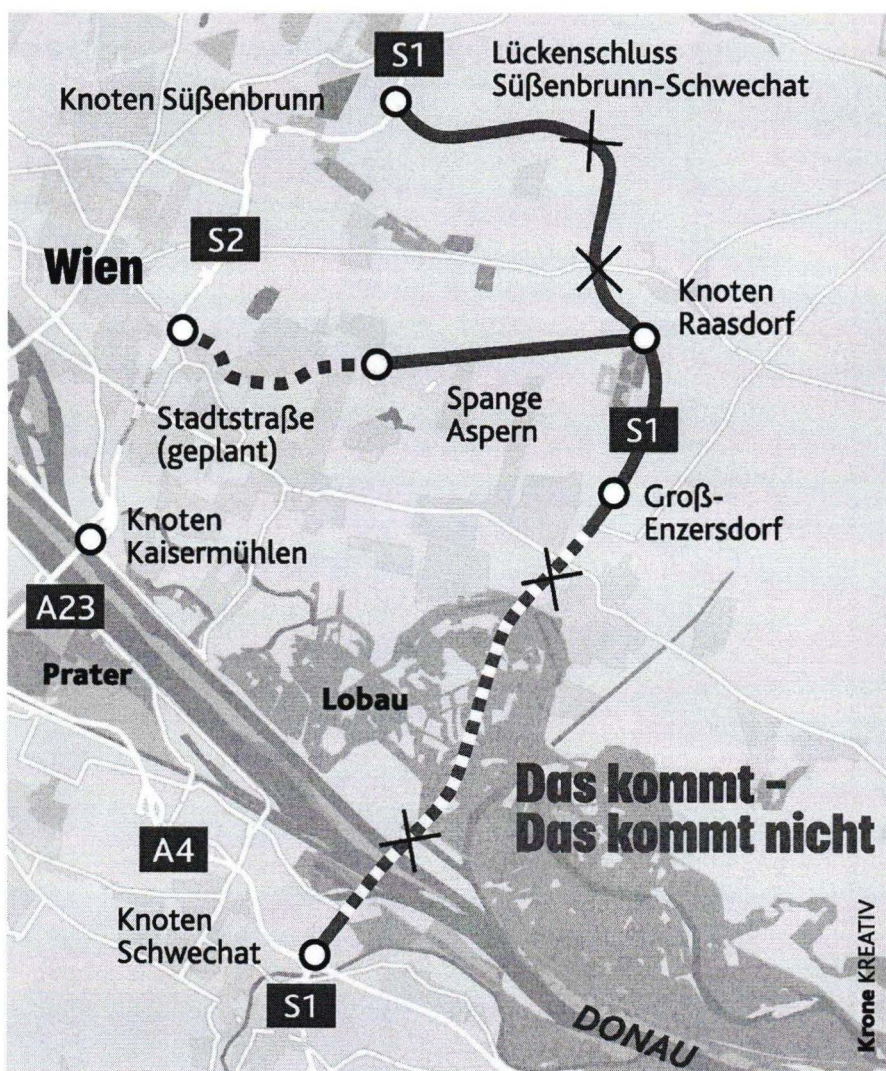 S1
Lückenschluss
Süßenbrunn-Schwechat
Knoten Süßenbrunn
S2
Wien
Knoten
Raasdorf
Stadtstraße
(geplant)
Spange
Aspern
S1
Groß-
Enzersdorf
Knoten
Kaisermühlen
A23
Prater
Lobau
Das kommt –
Das kommt nicht
A4
Knoten
Schwechat
S1
DONAU
Krone KREATIV